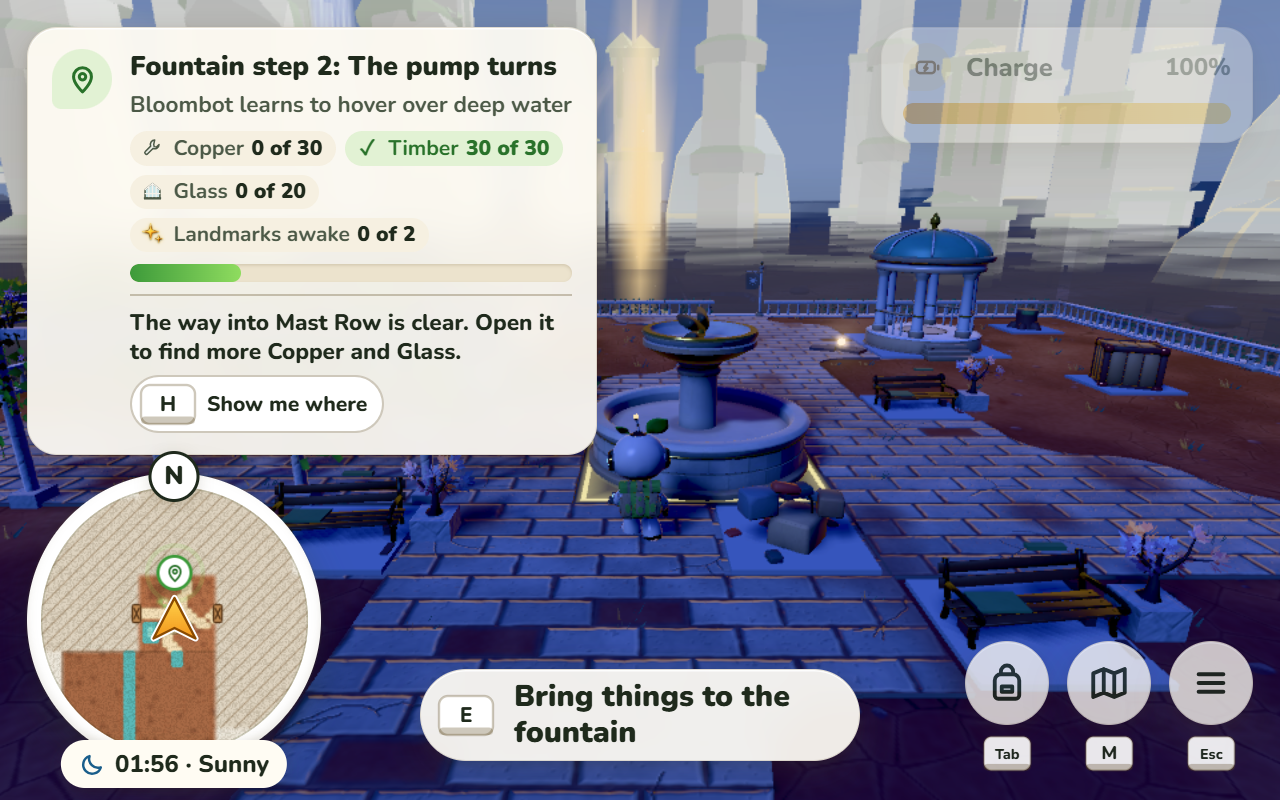 Fountain step 2: The pump turns
Bloombot learns to hover over deep water
Copper 0 of 30
Timber 30 of 30
Glass 0 of 20
Landmarks awake 0 of 2
The way into Mast Row is clear. Open it
to find more Copper and Glass.
H Show me where
Charge 100%
N
01:56 · Sunny
E Bring things to the
fountain
Tab
M
Esc